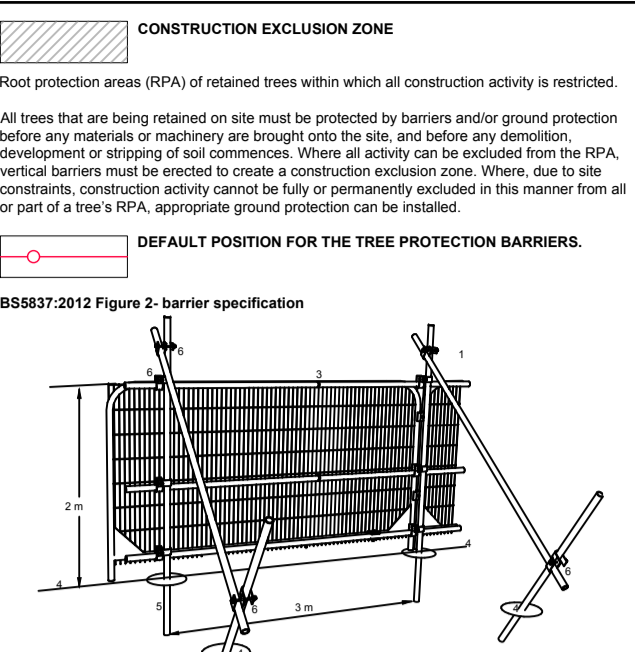 CONSTRUCTION EXCLUSION ZONE
Root protection areas (RPA) of retained trees within which all construction activity is restricted.
All trees that are being retained on site must be protected by barriers and/or ground protection
before any materials or machinery are brought onto the site, and before any demolition,
development or stripping of soil commences. Where all activity can be excluded from the RPA,
vertical barriers must be erected to create a construction exclusion zone. Where, due to site
constraints, construction activity cannot be fully or permanently excluded in this manner from all
or part of a tree's RPA, appropriate ground protection can be installed.
DEFAULT POSITION FOR THE TREE PROTECTION BARRIERS.
BS5837:2012 Figure 2- barrier specification
6
1
6
3
2 m
4
6
4
5
6
3 m
4
4